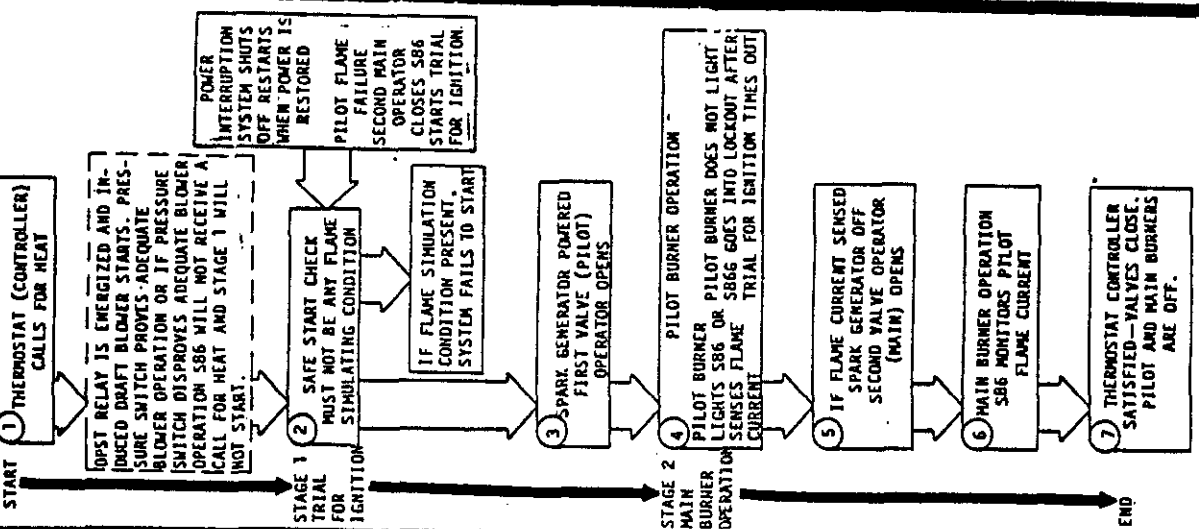 START
1 THERMOSTAT (CONTROLLER)
CALLS FOR HEAT
DPST RELAY IS ENERGIZED AND IN-
DUCED DRAFT BLOWER STARTS. PRES-
SURE SWITCH PROVES ADEQUATE
BLOWER OPERATION OR IF PRESSURE
SWITCH DISPROVES ADEQUATE BLOWER
OPERATION S86 WILL NOT RECEIVE A
CALL FOR HEAT AND STAGE 1 WILL
NOT START.
POWER
INTERRUPTION
SYSTEM SHUTS
OFF RESTARTS
WHEN POWER IS
RESTORED
PILOT FLAME
FAILURE
SECOND MAIN
OPERATOR
CLOSES S86
STARTS TRIAL
FOR IGNITION.
STAGE 1
TRIAL
FOR
IGNITION
2 SAFE START CHECK
MUST NOT BE ANY FLAME
SIMULATING CONDITION
IF FLAME SIMULATION
CONDITION PRESENT,
SYSTEM FAILS TO START
3 SPARK GENERATOR POWERED
FIRST VALVE (PILOT)
OPERATOR OPENS
STAGE 2
MAIN
BURNER
OPERATION
4 PILOT BURNER OPERATION
PILOT BURNER
LIGHTS S86 OR
SENSES FLAME
CURRENT
PILOT BURNER DOES NOT LIGHT
S86G GOES INTO LOCKOUT AFTER
TRIAL FOR IGNITION TIMES OUT
5 IF FLAME CURRENT SENSED
SPARK GENERATOR OFF
SECOND VALVE OPERATOR
(MAIN) OPENS
6 MAIN BURNER OPERATION
S86 MONITORS PILOT
FLAME CURRENT
END
7 THERMOSTAT CONTROLLER
SATISFIED-VALVES CLOSE.
PILOT AND MAIN BURNERS
ARE OFF.